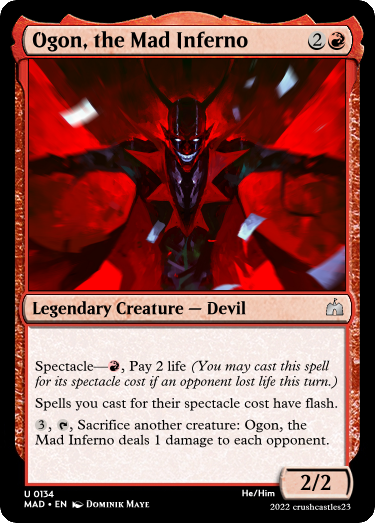 Ogon, the Mad Inferno 2
Legendary Creature — Devil
Spectacle—, Pay 2 life (You may cast this spell
for its spectacle cost if an opponent lost life this turn.)
Spells you cast for their spectacle cost have flash.
3, , Sacrifice another creature: Ogon, the
Mad Inferno deals 1 damage to each opponent.
2/2
U 0134
MAD • EN Dominik Maye
He/Him
2022 crushcastles23